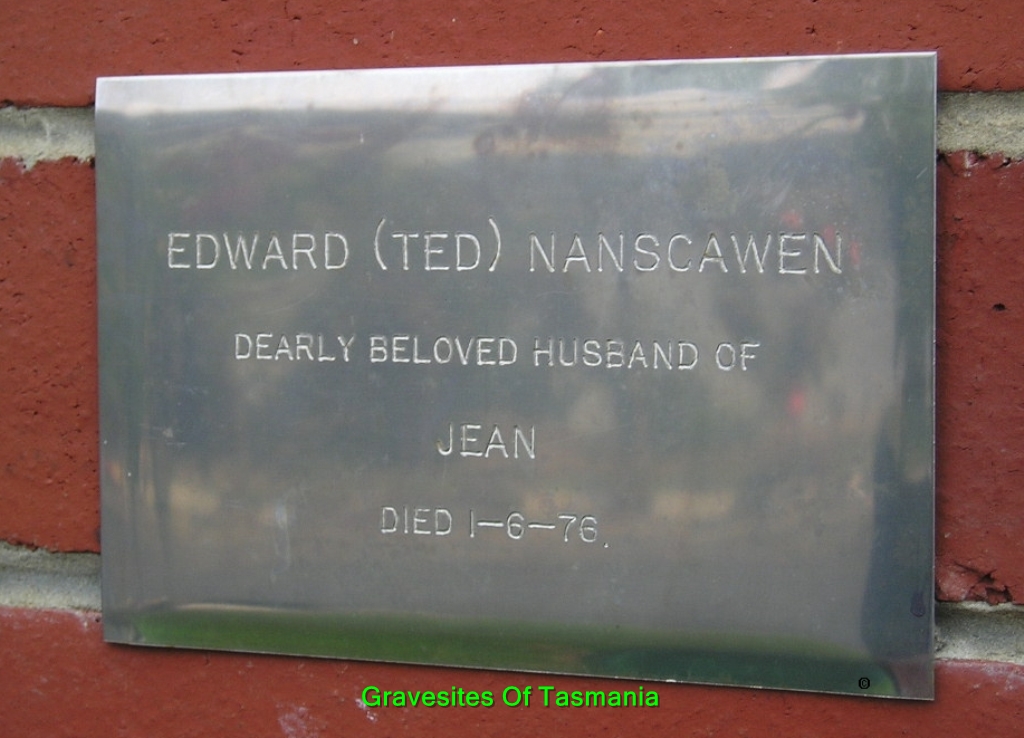 EDWARD (TED) NANSCAWEN
DEARLY BELOVED HUSBAND OF
JEAN
DIED 1-6-76.
©
Gravesites Of Tasmania